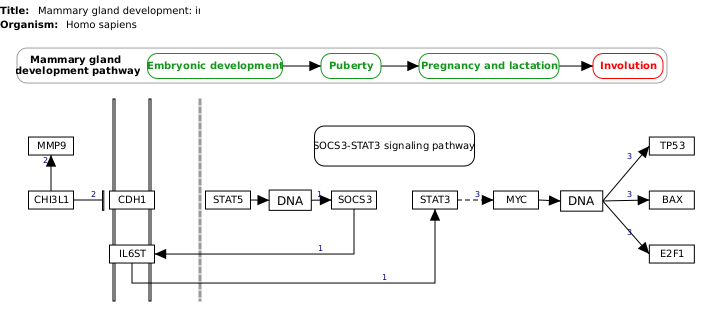 Title: Mammary gland development: i
Organism: Homo sapiens
Mammary gland
development pathway
Embryonic development
Puberty
Pregnancy and lactation
Involution
SOCS3-STAT3 signaling pathway
MMP9
TP53
2
3
CHI3L1
2
CDH1
STAT5
DNA
1
SOCS3
STAT3
3
MYC
DNA
3
BAX
3
IL6ST
1
E2F1
1